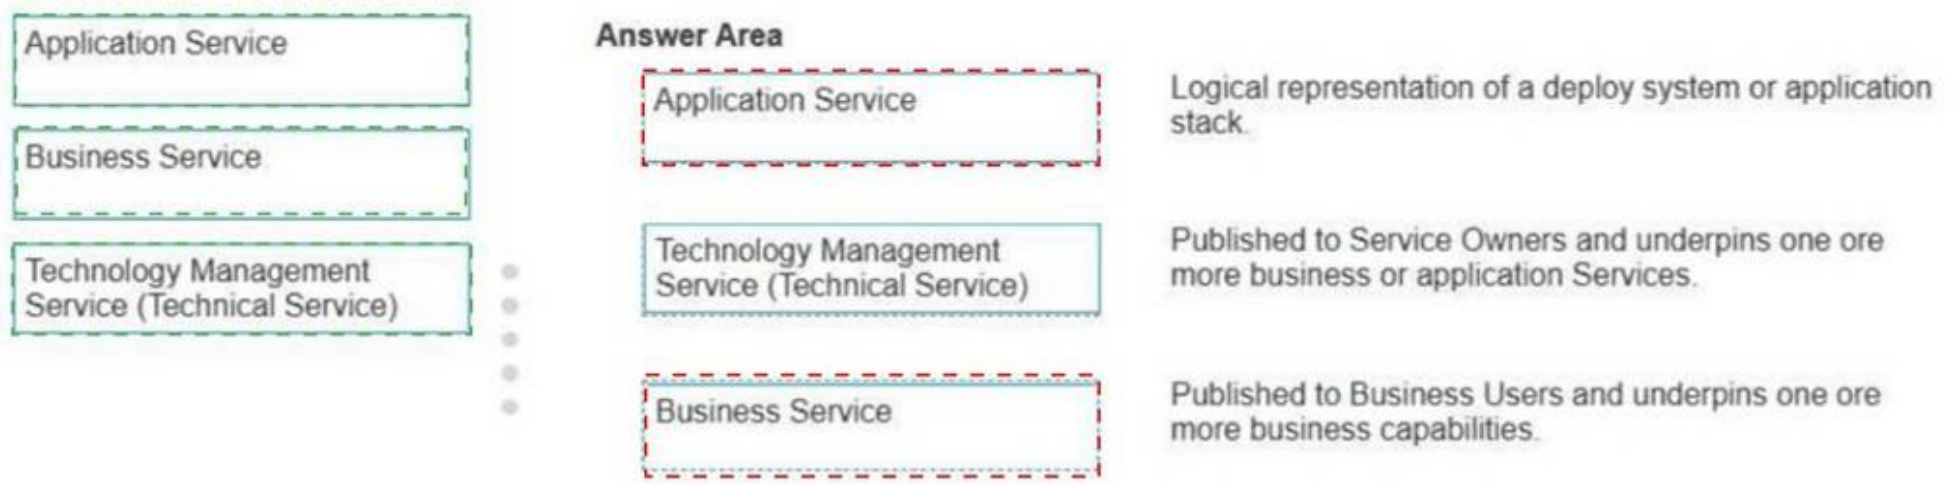 Application Service
Business Service
Technology Management
Service (Technical Service)
Answer Area
Application Service
Logical representation of a deploy system or application
stack.
Technology Management
Service (Technical Service)
Published to Service Owners and underpins one ore
more business or application Services.
Business Service
Published to Business Users and underpins one ore
more business capabilities.